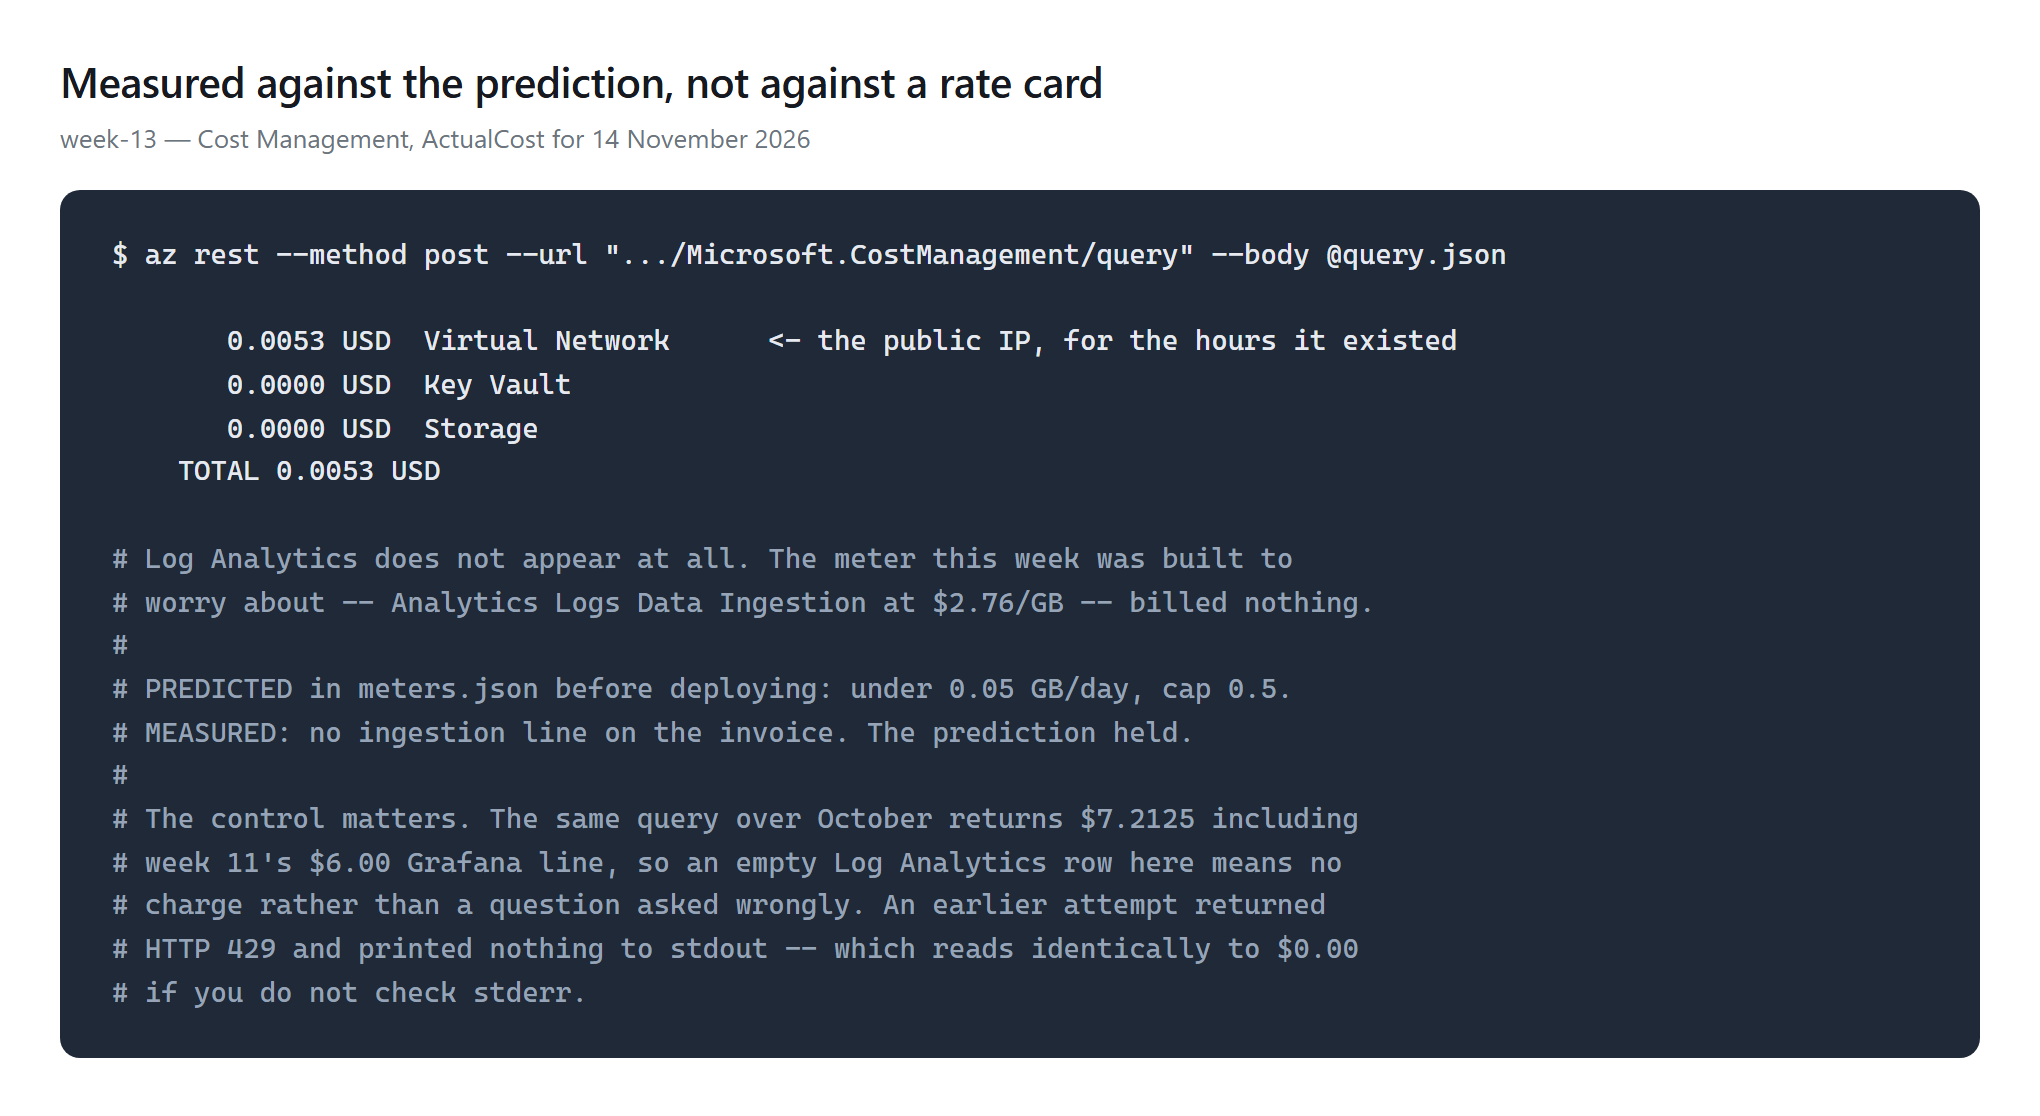 Measured against the prediction, not against a rate card
week-13 — Cost Management, ActualCost for 14 November 2026
$ az rest --method post --url ".../Microsoft.CostManagement/query" --body @query.json
0.0053 USD  Virtual Network      <- the public IP, for the hours it existed
0.0000 USD  Key Vault
0.0000 USD  Storage
TOTAL 0.0053 USD
# Log Analytics does not appear at all. The meter this week was built to
# worry about -- Analytics Logs Data Ingestion at $2.76/GB -- billed nothing.
#
# PREDICTED in meters.json before deploying: under 0.05 GB/day, cap 0.5.
# MEASURED: no ingestion line on the invoice. The prediction held.
#
# The control matters. The same query over October returns $7.2125 including
# week 11's $6.00 Grafana line, so an empty Log Analytics row here means no
# charge rather than a question asked wrongly. An earlier attempt returned
# HTTP 429 and printed nothing to stdout -- which reads identically to $0.00
# if you do not check stderr.